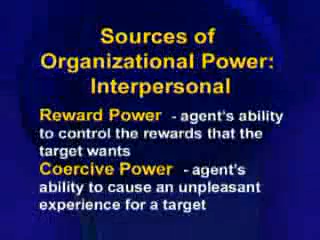 Sources of
Organizational Power:
Interpersonal
Reward Power - agent's ability
to control the rewards that the
target wants
Coercive Power - agent's
ability to cause an unpleasant
experience for a target